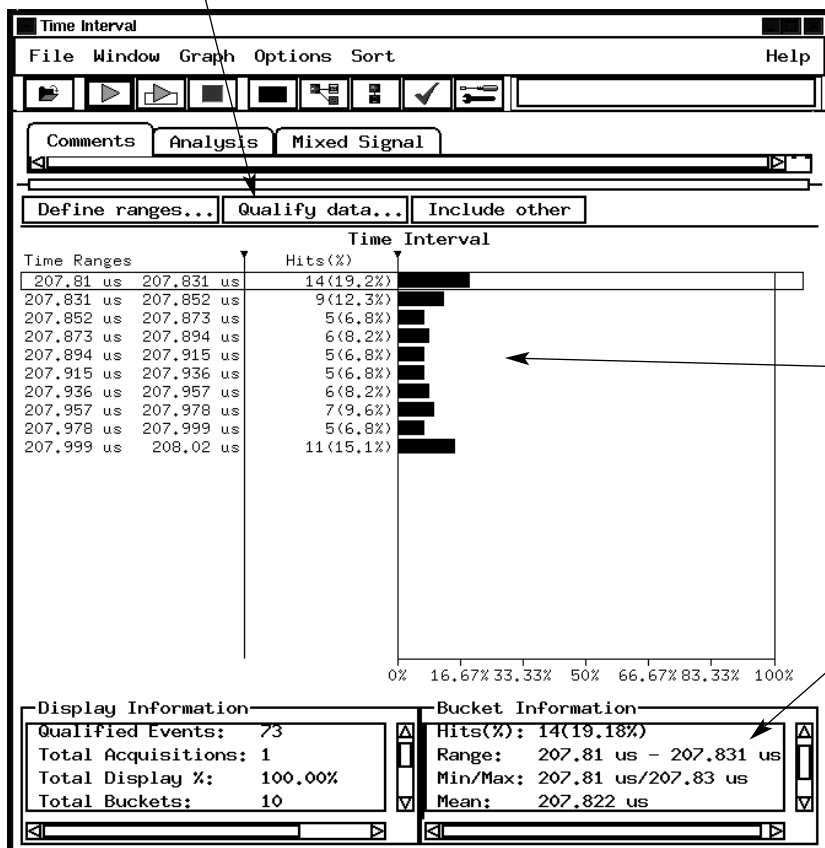 Time Interval
File Window Graph Options Sort Help
Comments Analysis Mixed Signal
Define ranges... Qualify data... Include other
Time Interval
Time Ranges Hits(%)
207.81 us 207.831 us 14(19.2%)
207.831 us 207.852 us 9(12.3%)
207.852 us 207.873 us 5(6.8%)
207.873 us 207.894 us 6(8.2%)
207.894 us 207.915 us 5(6.8%)
207.915 us 207.936 us 5(6.8%)
207.936 us 207.957 us 6(8.2%)
207.957 us 207.978 us 7(9.6%)
207.978 us 207.999 us 5(6.8%)
207.999 us 208.02 us 11(15.1%)
0% 16.67% 33.33% 50% 66.67% 83.33% 100%
Display Information Bucket Information
Qualified Events: 73 Hits(%): 14(19.18%)
Total Acquisitions: 1 Range: 207.81 us - 207.831 us
Total Display %: 100.00% Min/Max: 207.81 us/207.83 us
Total Buckets: 10 Mean: 207.822 us